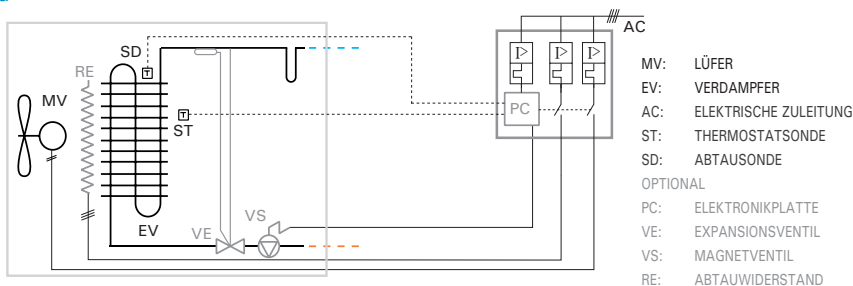 AC
SD
RE
MV
ST
EV
VE
VS
PC
I>
I>
I>
T
T
MV: LÜFER
EV: VERDAMPFER
AC: ELEKTRISCHE ZULEITUNG
ST: THERMOSTATSONDE
SD: ABTAUSONDE
OPTIONAL
PC: ELEKTRONIKPLATTE
VE: EXPANSIONSVENTIL
VS: MAGNETVENTIL
RE: ABTAUWIDERSTAND